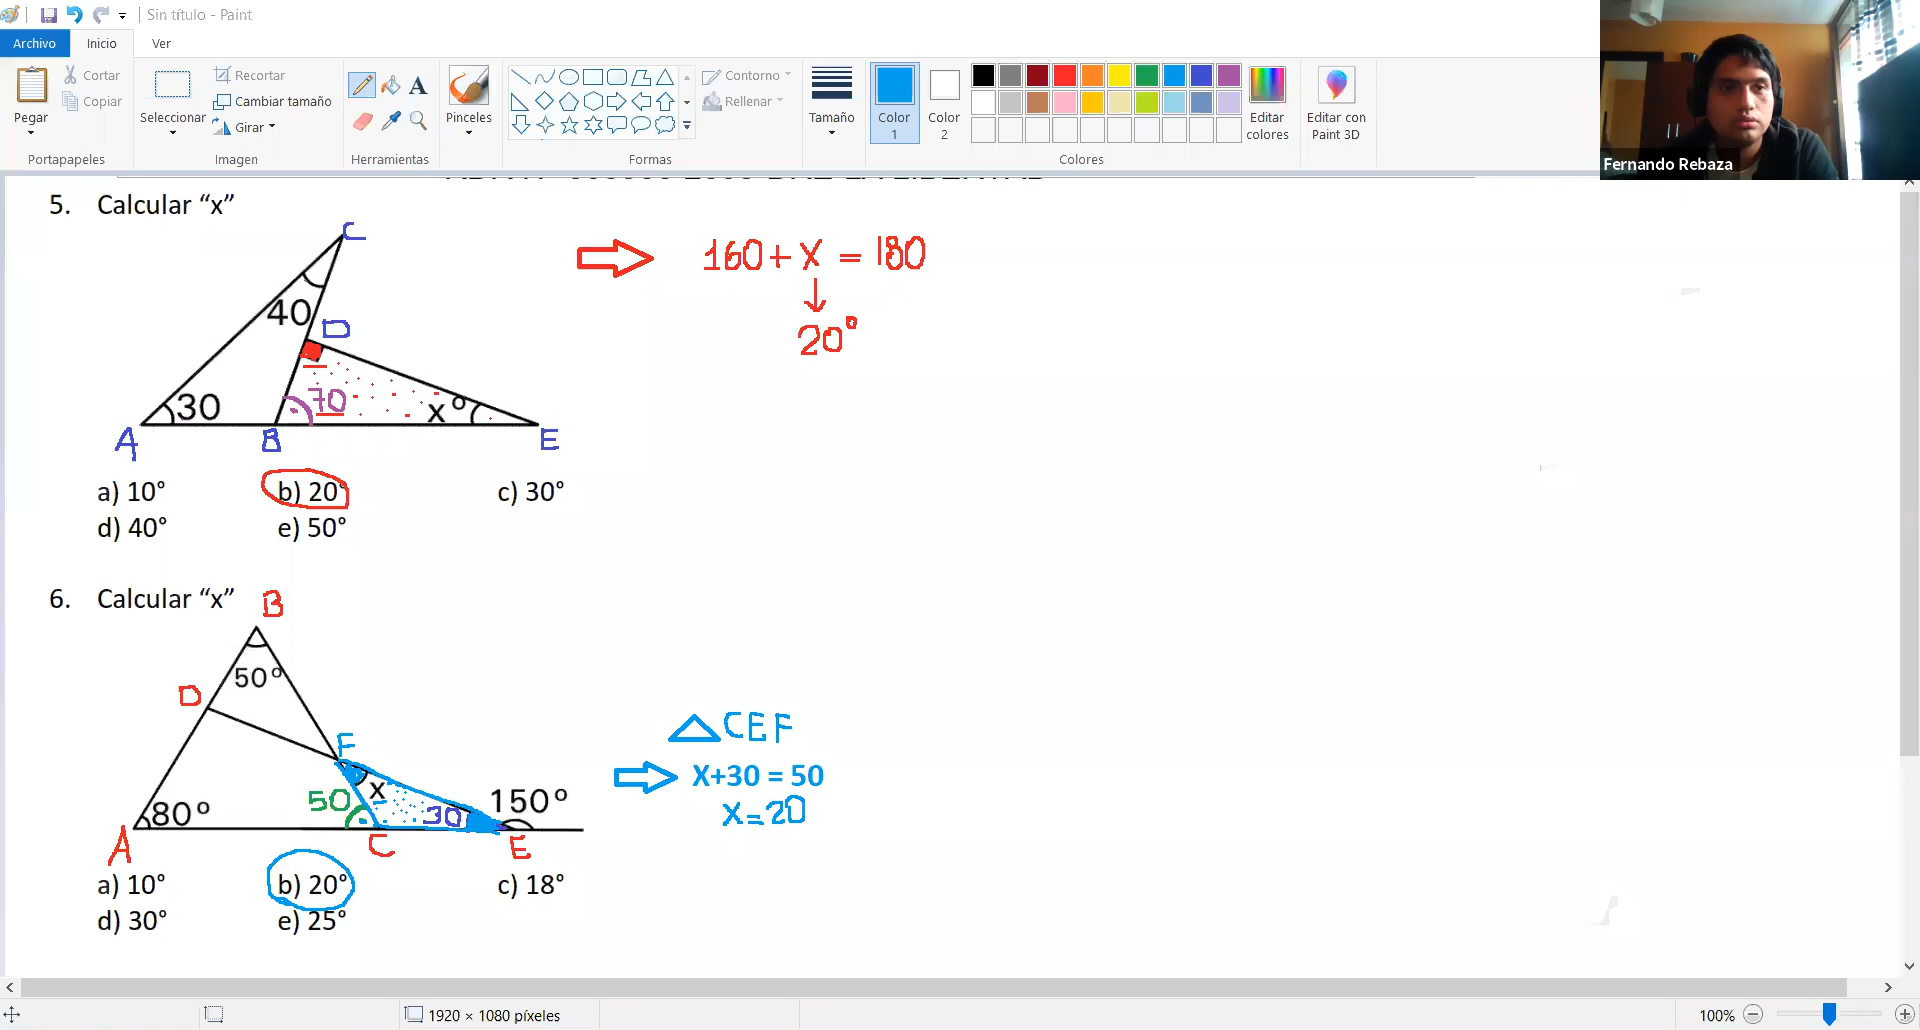 Sin título - Paint
Archivo Inicio Ver
Pegar
Cortar
Copiar
Portapapeles
Seleccionar
Recortar
Cambiar tamaño
Girar
Imagen
A
Herramientas
Pinceles
Contorno
Rellenar
Formas
Tamaño
Color 1
Color 2
Editar colores
Editar con Paint 3D
Colores
Fernando Rebaza
5. Calcular “x”
C
40
D
30
70
x°
A B E
160 + X = 180
20°
a) 10° b) 20° c) 30°
d) 40° e) 50°
6. Calcular “x”
B
50°
D
F
x
50
30
150°
80°
A C E
△CEF
X+30 = 50
X=20
a) 10° b) 20° c) 18°
d) 30° e) 25°
1920 × 1080 píxeles
100%